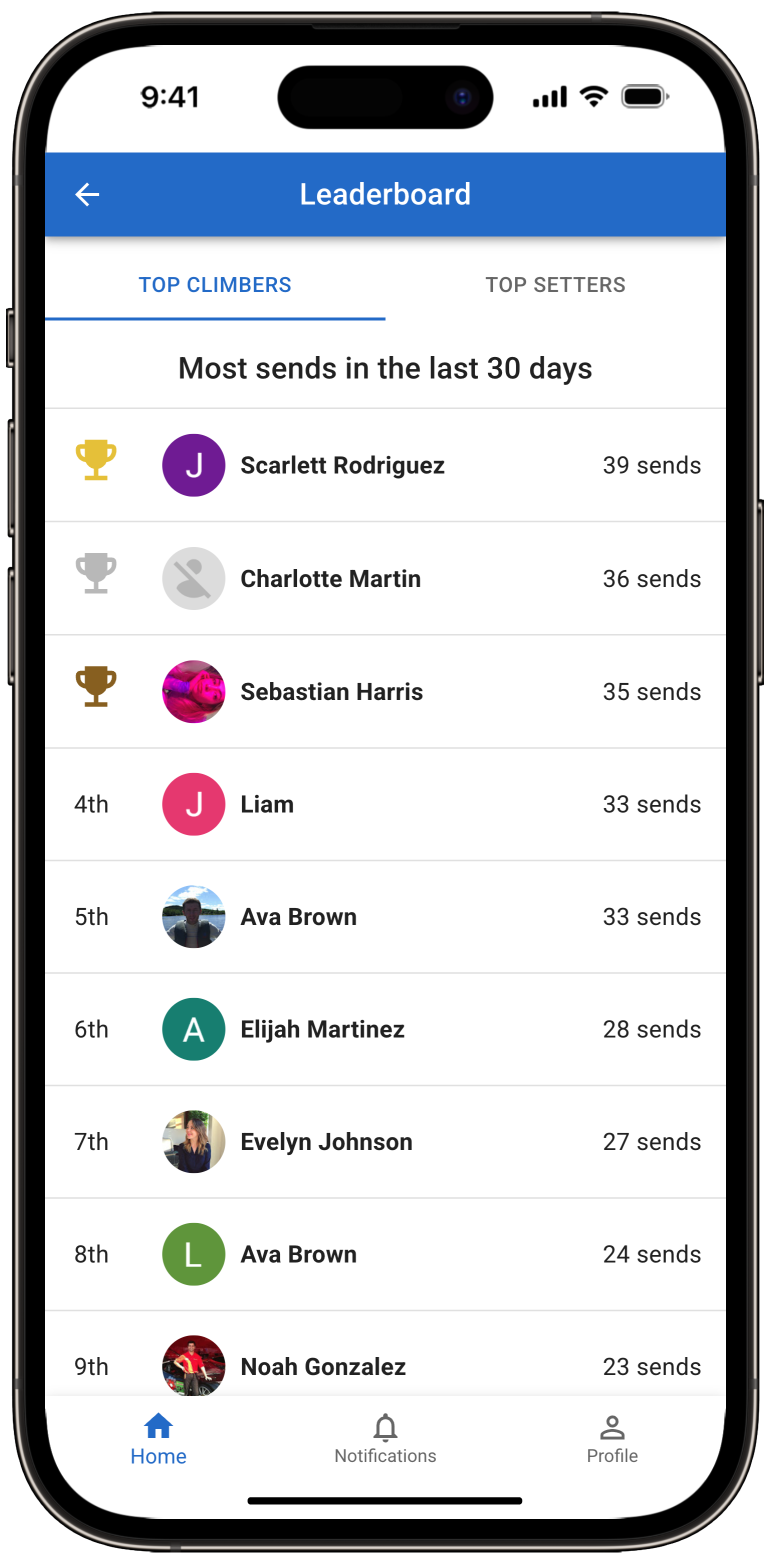 9:41
Leaderboard
TOP CLIMBERS TOP SETTERS
Most sends in the last 30 days
J Scarlett Rodriguez 39 sends
Charlotte Martin 36 sends
Sebastian Harris 35 sends
4th J Liam 33 sends
5th Ava Brown 33 sends
6th A Elijah Martinez 28 sends
7th Evelyn Johnson 27 sends
8th L Ava Brown 24 sends
9th Noah Gonzalez 23 sends
Home Notifications Profile